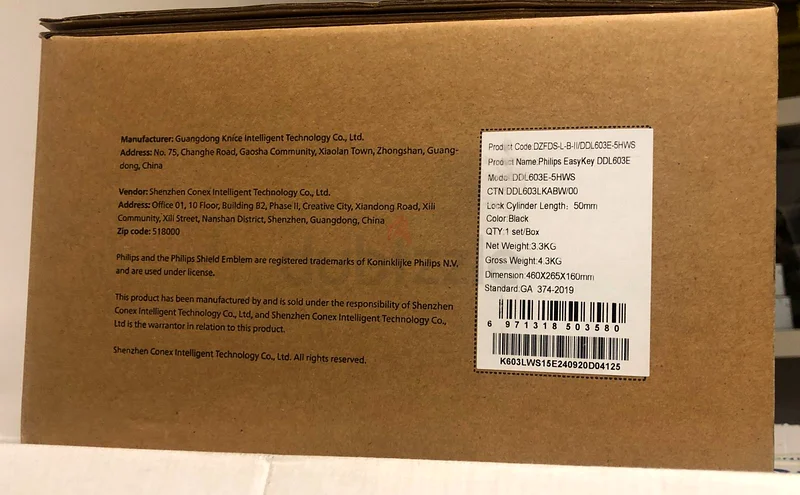 Manufacturer: Guangdong Knice Intelligent Technology Co., Ltd.
Address: No. 75, Changhe Road, Gaosha Community, Xiaolan Town, Zhongshan, Guang-
dong, China
Vendor: Shenzhen Conex Intelligent Technology Co., Ltd.
Address: Office 01, 10 Floor, Building B2, Phase II, Creative City, Xiandong Road, Xili
Community, Xili Street, Nanshan District, Shenzhen, Guangdong, China
Zip code: 518000
Philips and the Philips Shield Emblem are registered trademarks of Koninklijke Philips N.V.
and are used under license.
This product has been manufactured by and is sold under the responsibility of Shenzhen
Conex Intelligent Technology Co., Ltd, and Shenzhen Conex Intelligent Technology Co.,
Ltd is the warrantor in relation to this product.
Shenzhen Conex Intelligent Technology Co., Ltd. All rights reserved.
Product Code:DZFDS-L-B-II/DDL603E-5HWS
Product Name:Philips EasyKey DDL603E
Model:DDL603E-5HWS
CTN:DDL603LKABW/00
Lock Cylinder Length: 50mm
Color:Black
QTY:1 set/Box
Net Weight:3.3KG
Gross Weight:4.3KG
Dimension:460X265X160mm
Standard:GA 374-2019
6 971318 503580
K603LWS15E240920D04125